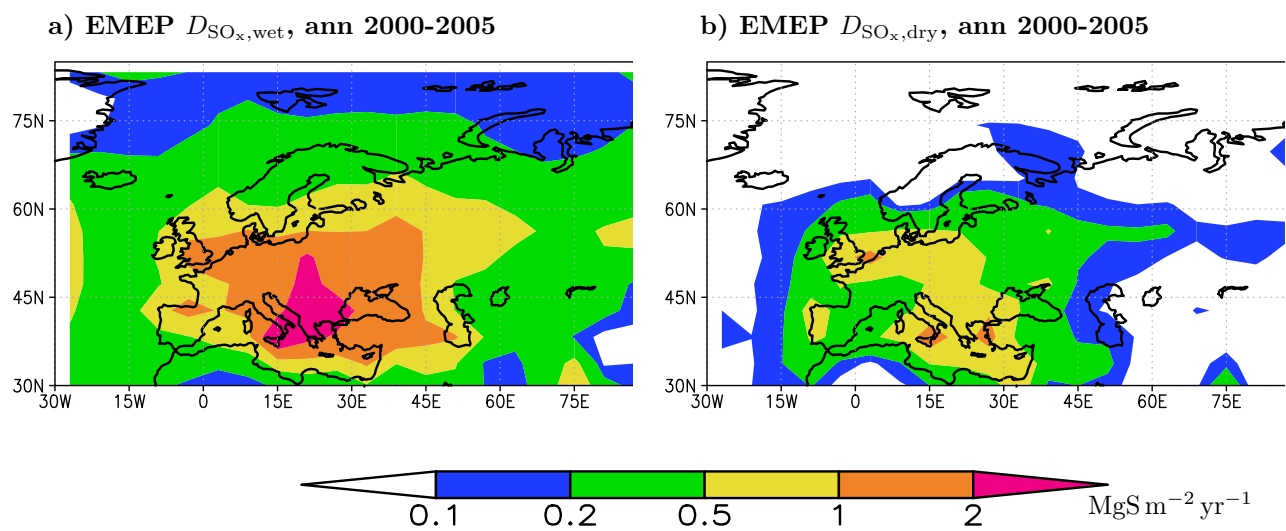 a) EMEP D_SOx,wet, ann 2000-2005
b) EMEP D_SOx,dry, ann 2000-2005
75N
60N
45N
30N
30W 15W 0 15E 30E 45E 60E 75E
75N
60N
45N
30N
30W 15W 0 15E 30E 45E 60E 75E
0.1 0.2 0.5 1 2
MgS m⁻² yr⁻¹